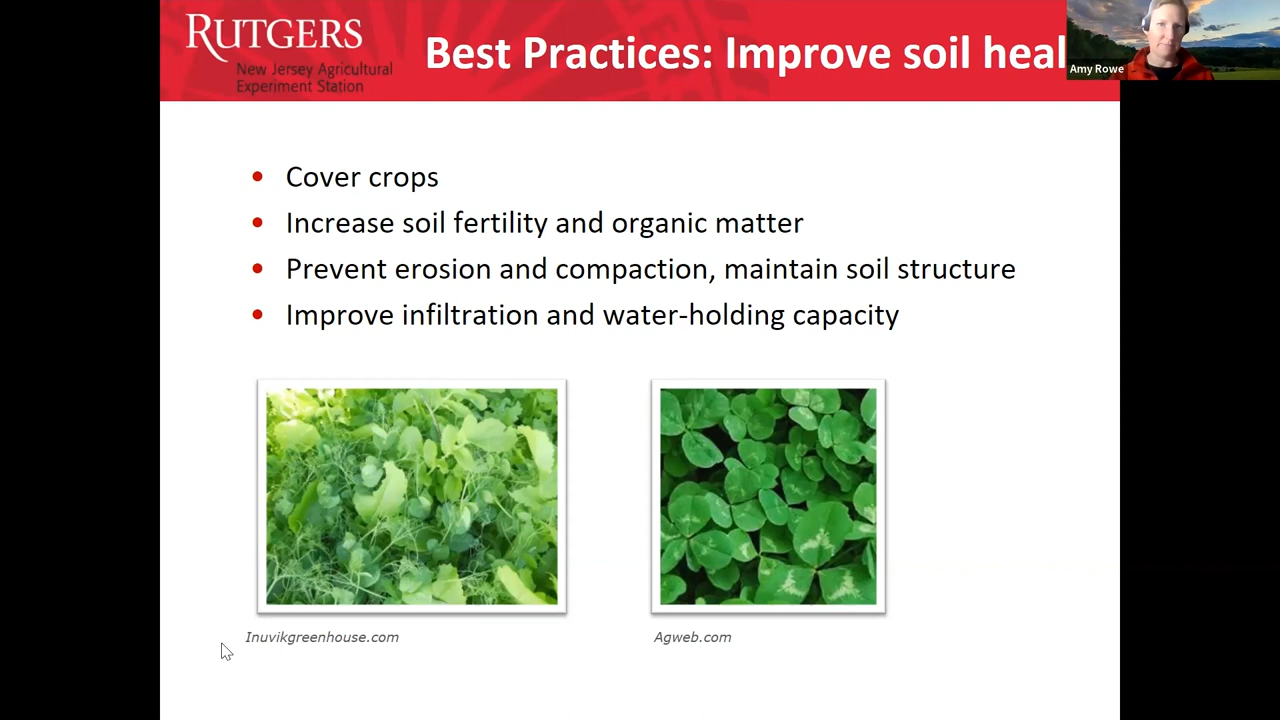 RUTGERS
New Jersey Agricultural
Experiment Station
Best Practices: Improve soil heal
Amy Rowe
• Cover crops
• Increase soil fertility and organic matter
• Prevent erosion and compaction, maintain soil structure
• Improve infiltration and water-holding capacity
Inuvikgreenhouse.com
Agweb.com